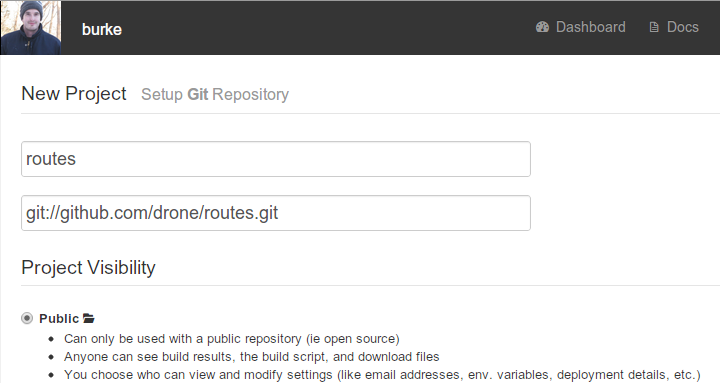 burke
Dashboard
Docs
New Project Setup Git Repository
routes
git://github.com/drone/routes.git
Project Visibility
Public
Can only be used with a public repository (ie open source)
Anyone can see build results, the build script, and download files
You choose who can view and modify settings (like email addresses, env. variables, deployment details, etc.)